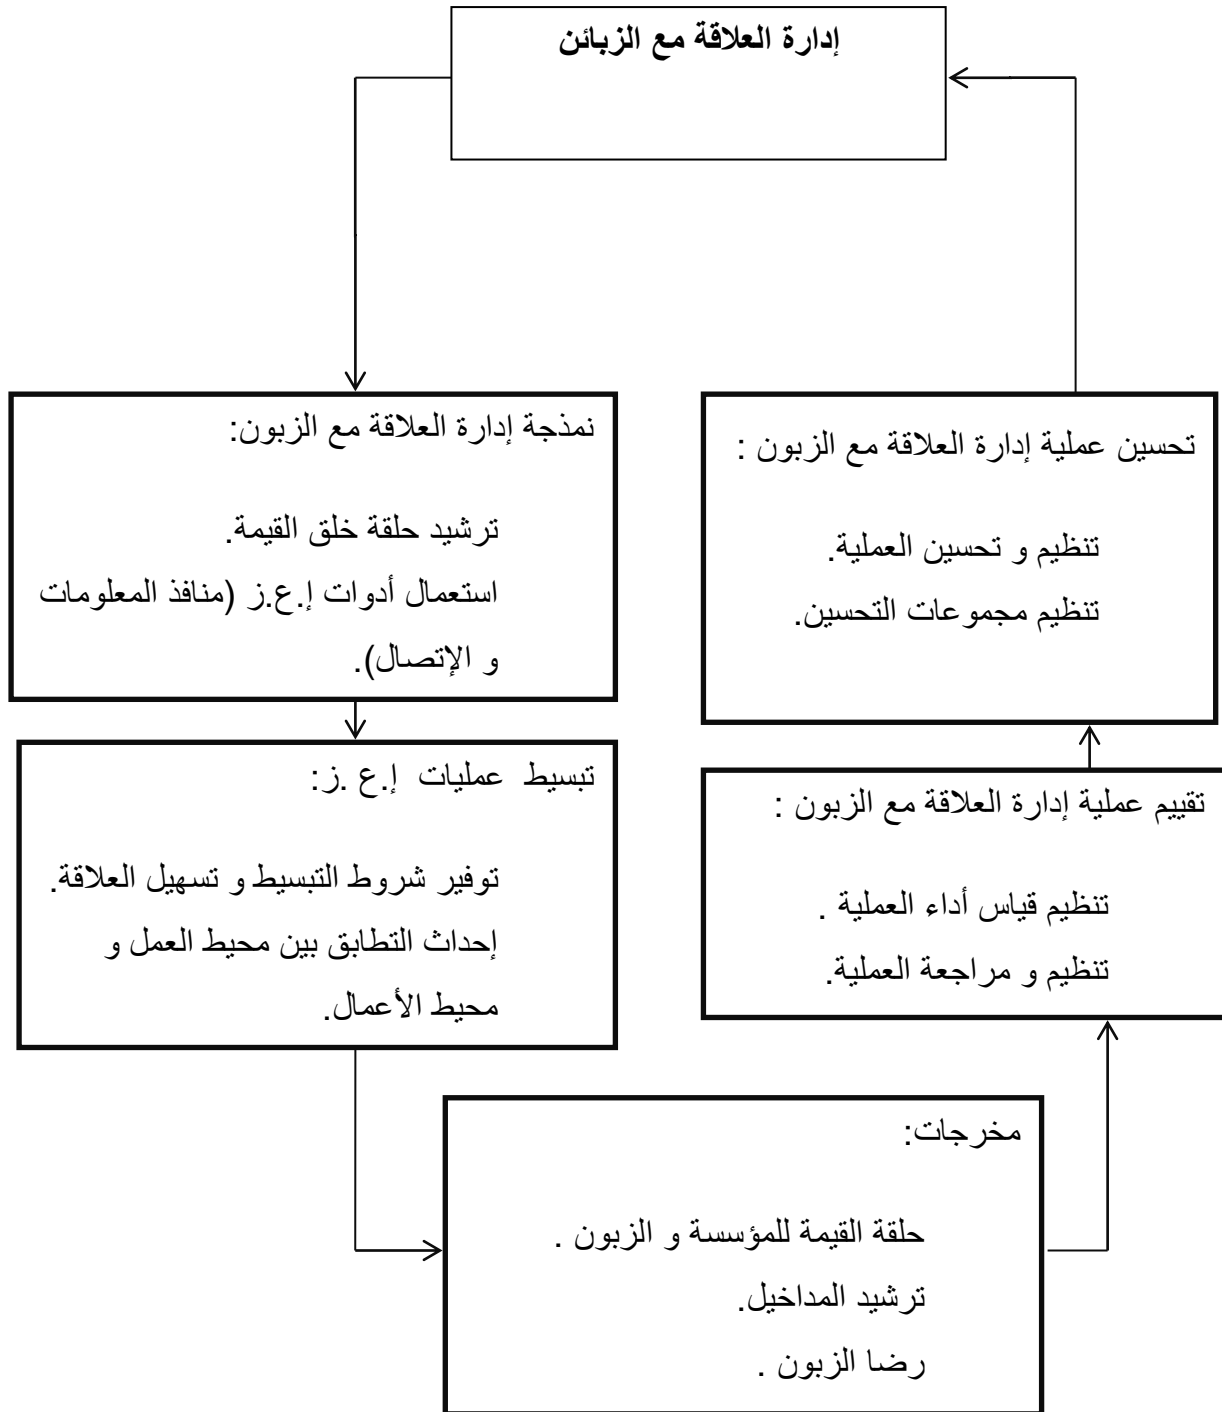 إدارة العلاقة مع الزبائن
نمذجة إدارة العلاقة مع الزبون:
ترشيد حلقة خلق القيمة.
استعمال أدوات إ.ع.ز (منافذ المعلومات
و الإتصال).
تبسيط عمليات إ.ع .ز:
توفير شروط التبسيط و تسهيل العلاقة.
إحداث التطابق بين محيط العمل و
محيط الأعمال.
مخرجات:
حلقة القيمة للمؤسسة و الزبون .
ترشيد المداخيل.
رضا الزبون .
تقييم عملية إدارة العلاقة مع الزبون :
تنظيم قياس أداء العملية .
تنظيم و مراجعة العملية.
تحسين عملية إدارة العلاقة مع الزبون :
تنظيم و تحسين العملية.
تنظيم مجموعات التحسين.